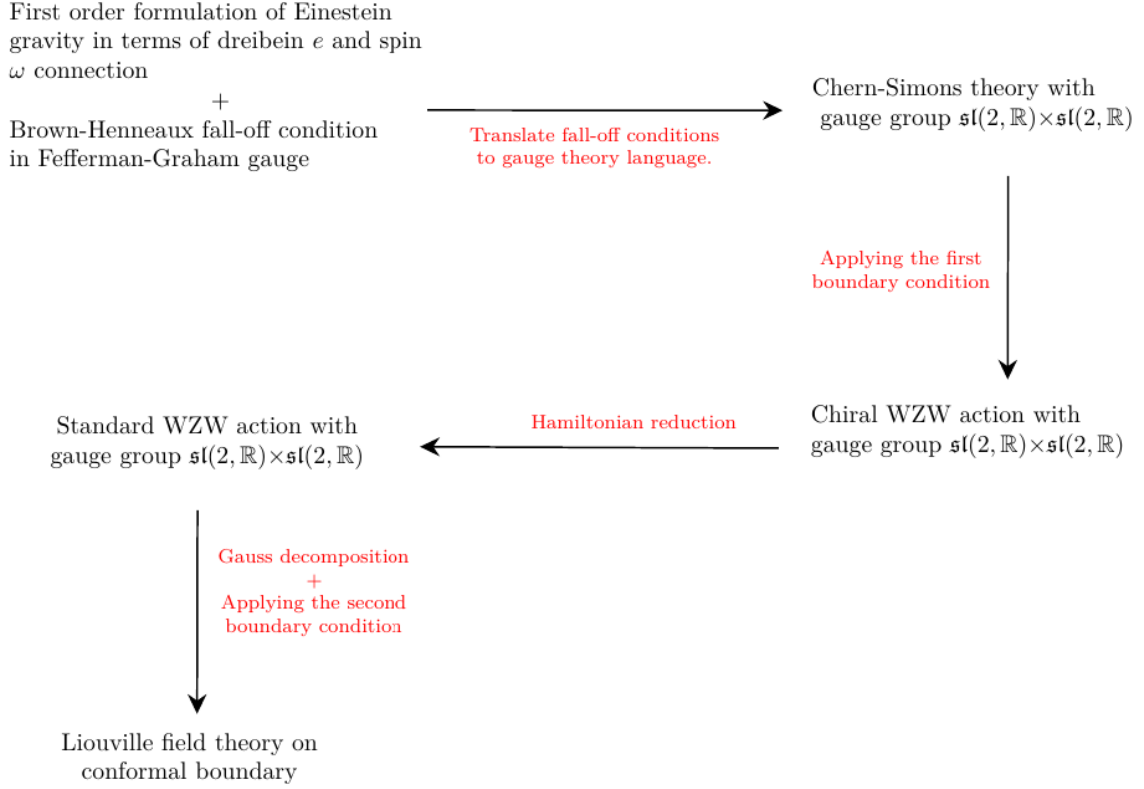 First order formulation of Einestein
gravity in terms of dreibein e and spin
ω connection
+
Brown-Henneaux fall-off condition
in Fefferman-Graham gauge
Translate fall-off conditions
to gauge theory language.
Chern-Simons theory with
gauge group 𝔰𝔩(2, ℝ)×𝔰𝔩(2, ℝ)
Applying the first
boundary condition
Chiral WZW action with
gauge group 𝔰𝔩(2, ℝ)×𝔰𝔩(2, ℝ)
Hamiltonian reduction
Standard WZW action with
gauge group 𝔰𝔩(2, ℝ)×𝔰𝔩(2, ℝ)
Gauss decomposition
+
Applying the second
boundary condition
Liouville field theory on
conformal boundary